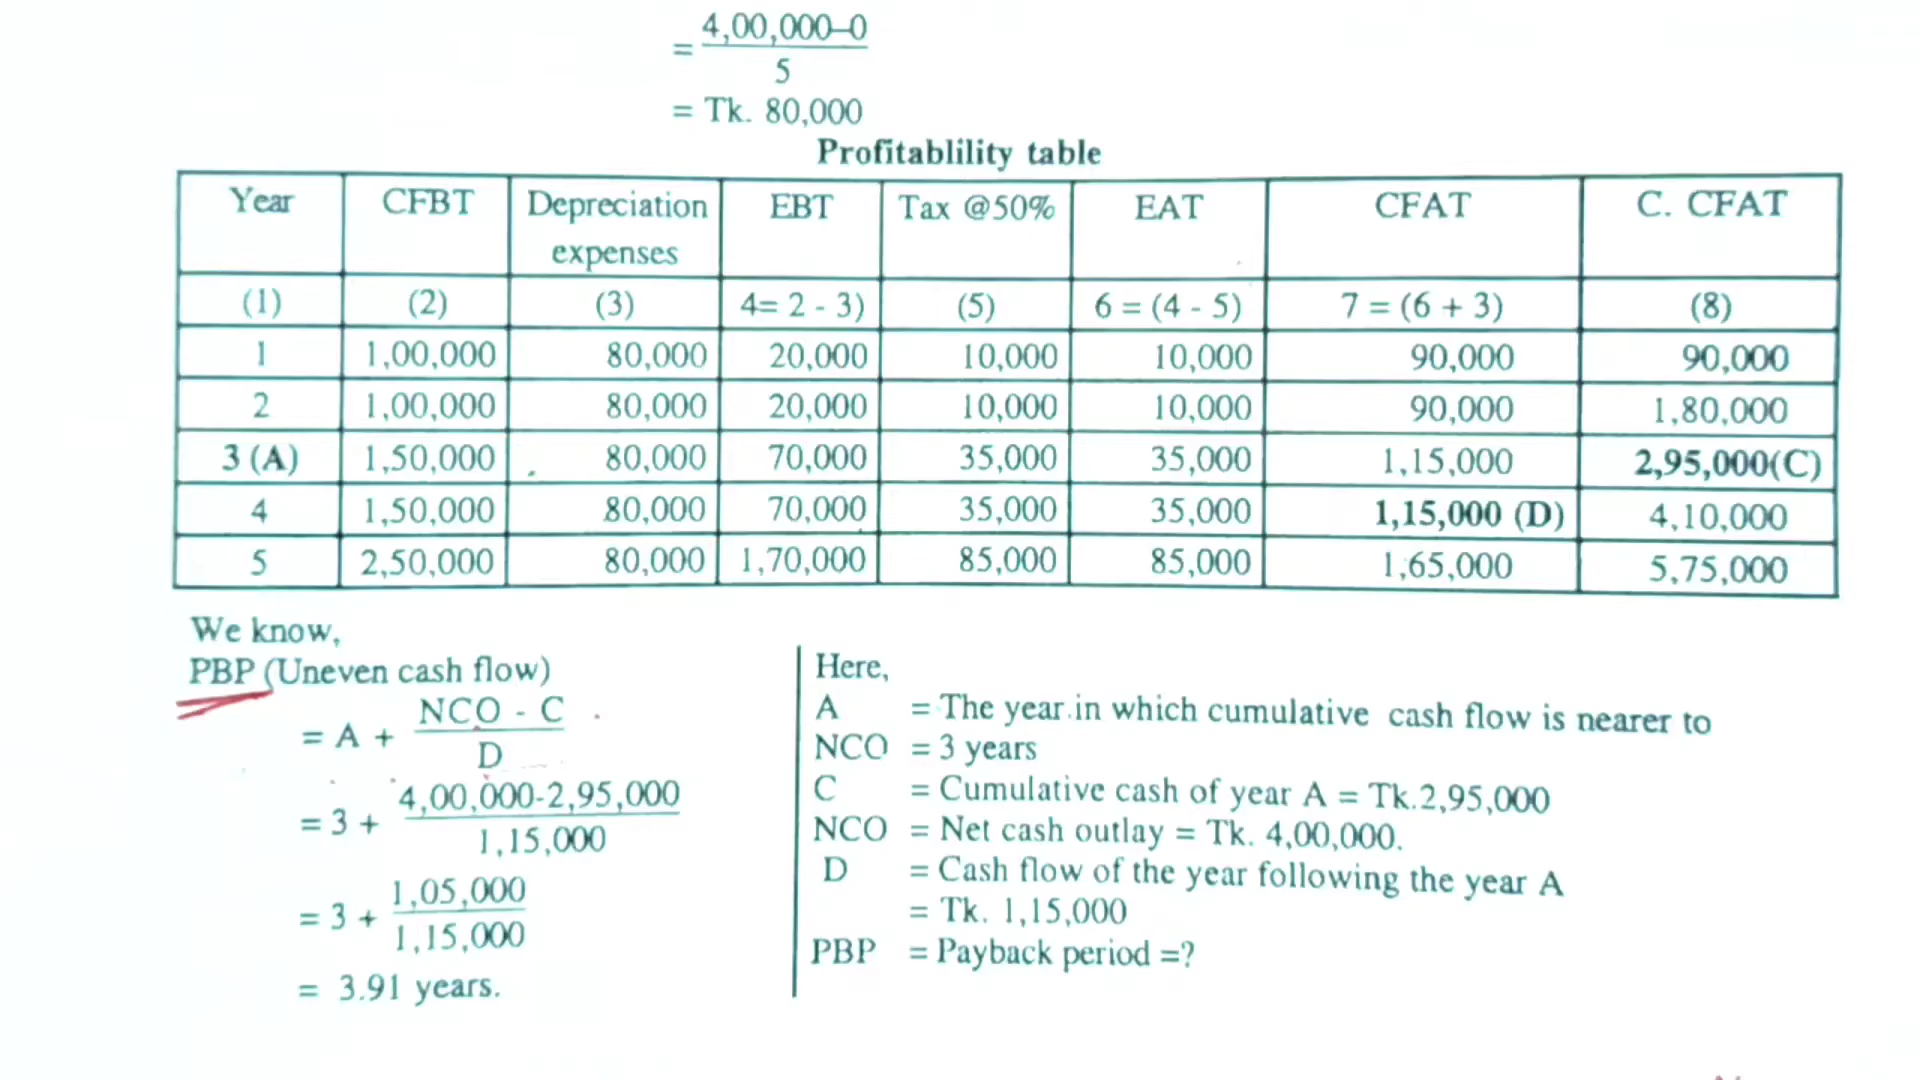 = 4,00,000–0 / 5
= Tk. 80,000
Profitablility table
Year CFBT Depreciation expenses EBT Tax @50% EAT CFAT C. CFAT
(1) (2) (3) 4= 2 - 3) (5) 6 = (4 - 5) 7 = (6 + 3) (8)
1 1,00,000 80,000 20,000 10,000 10,000 90,000 90,000
2 1,00,000 80,000 20,000 10,000 10,000 90,000 1,80,000
3 (A) 1,50,000 80,000 70,000 35,000 35,000 1,15,000 2,95,000(C)
4 1,50,000 80,000 70,000 35,000 35,000 1,15,000 (D) 4,10,000
5 2,50,000 80,000 1,70,000 85,000 85,000 1,65,000 5,75,000
We know,
PBP (Uneven cash flow)
= A + NCO - C / D
= 3 + 4,00,000-2,95,000 / 1,15,000
= 3 + 1,05,000 / 1,15,000
= 3.91 years.
Here,
A = The year in which cumulative cash flow is nearer to
NCO = 3 years
C = Cumulative cash of year A = Tk.2,95,000
NCO = Net cash outlay = Tk. 4,00,000.
D = Cash flow of the year following the year A
= Tk. 1,15,000
PBP = Payback period =?